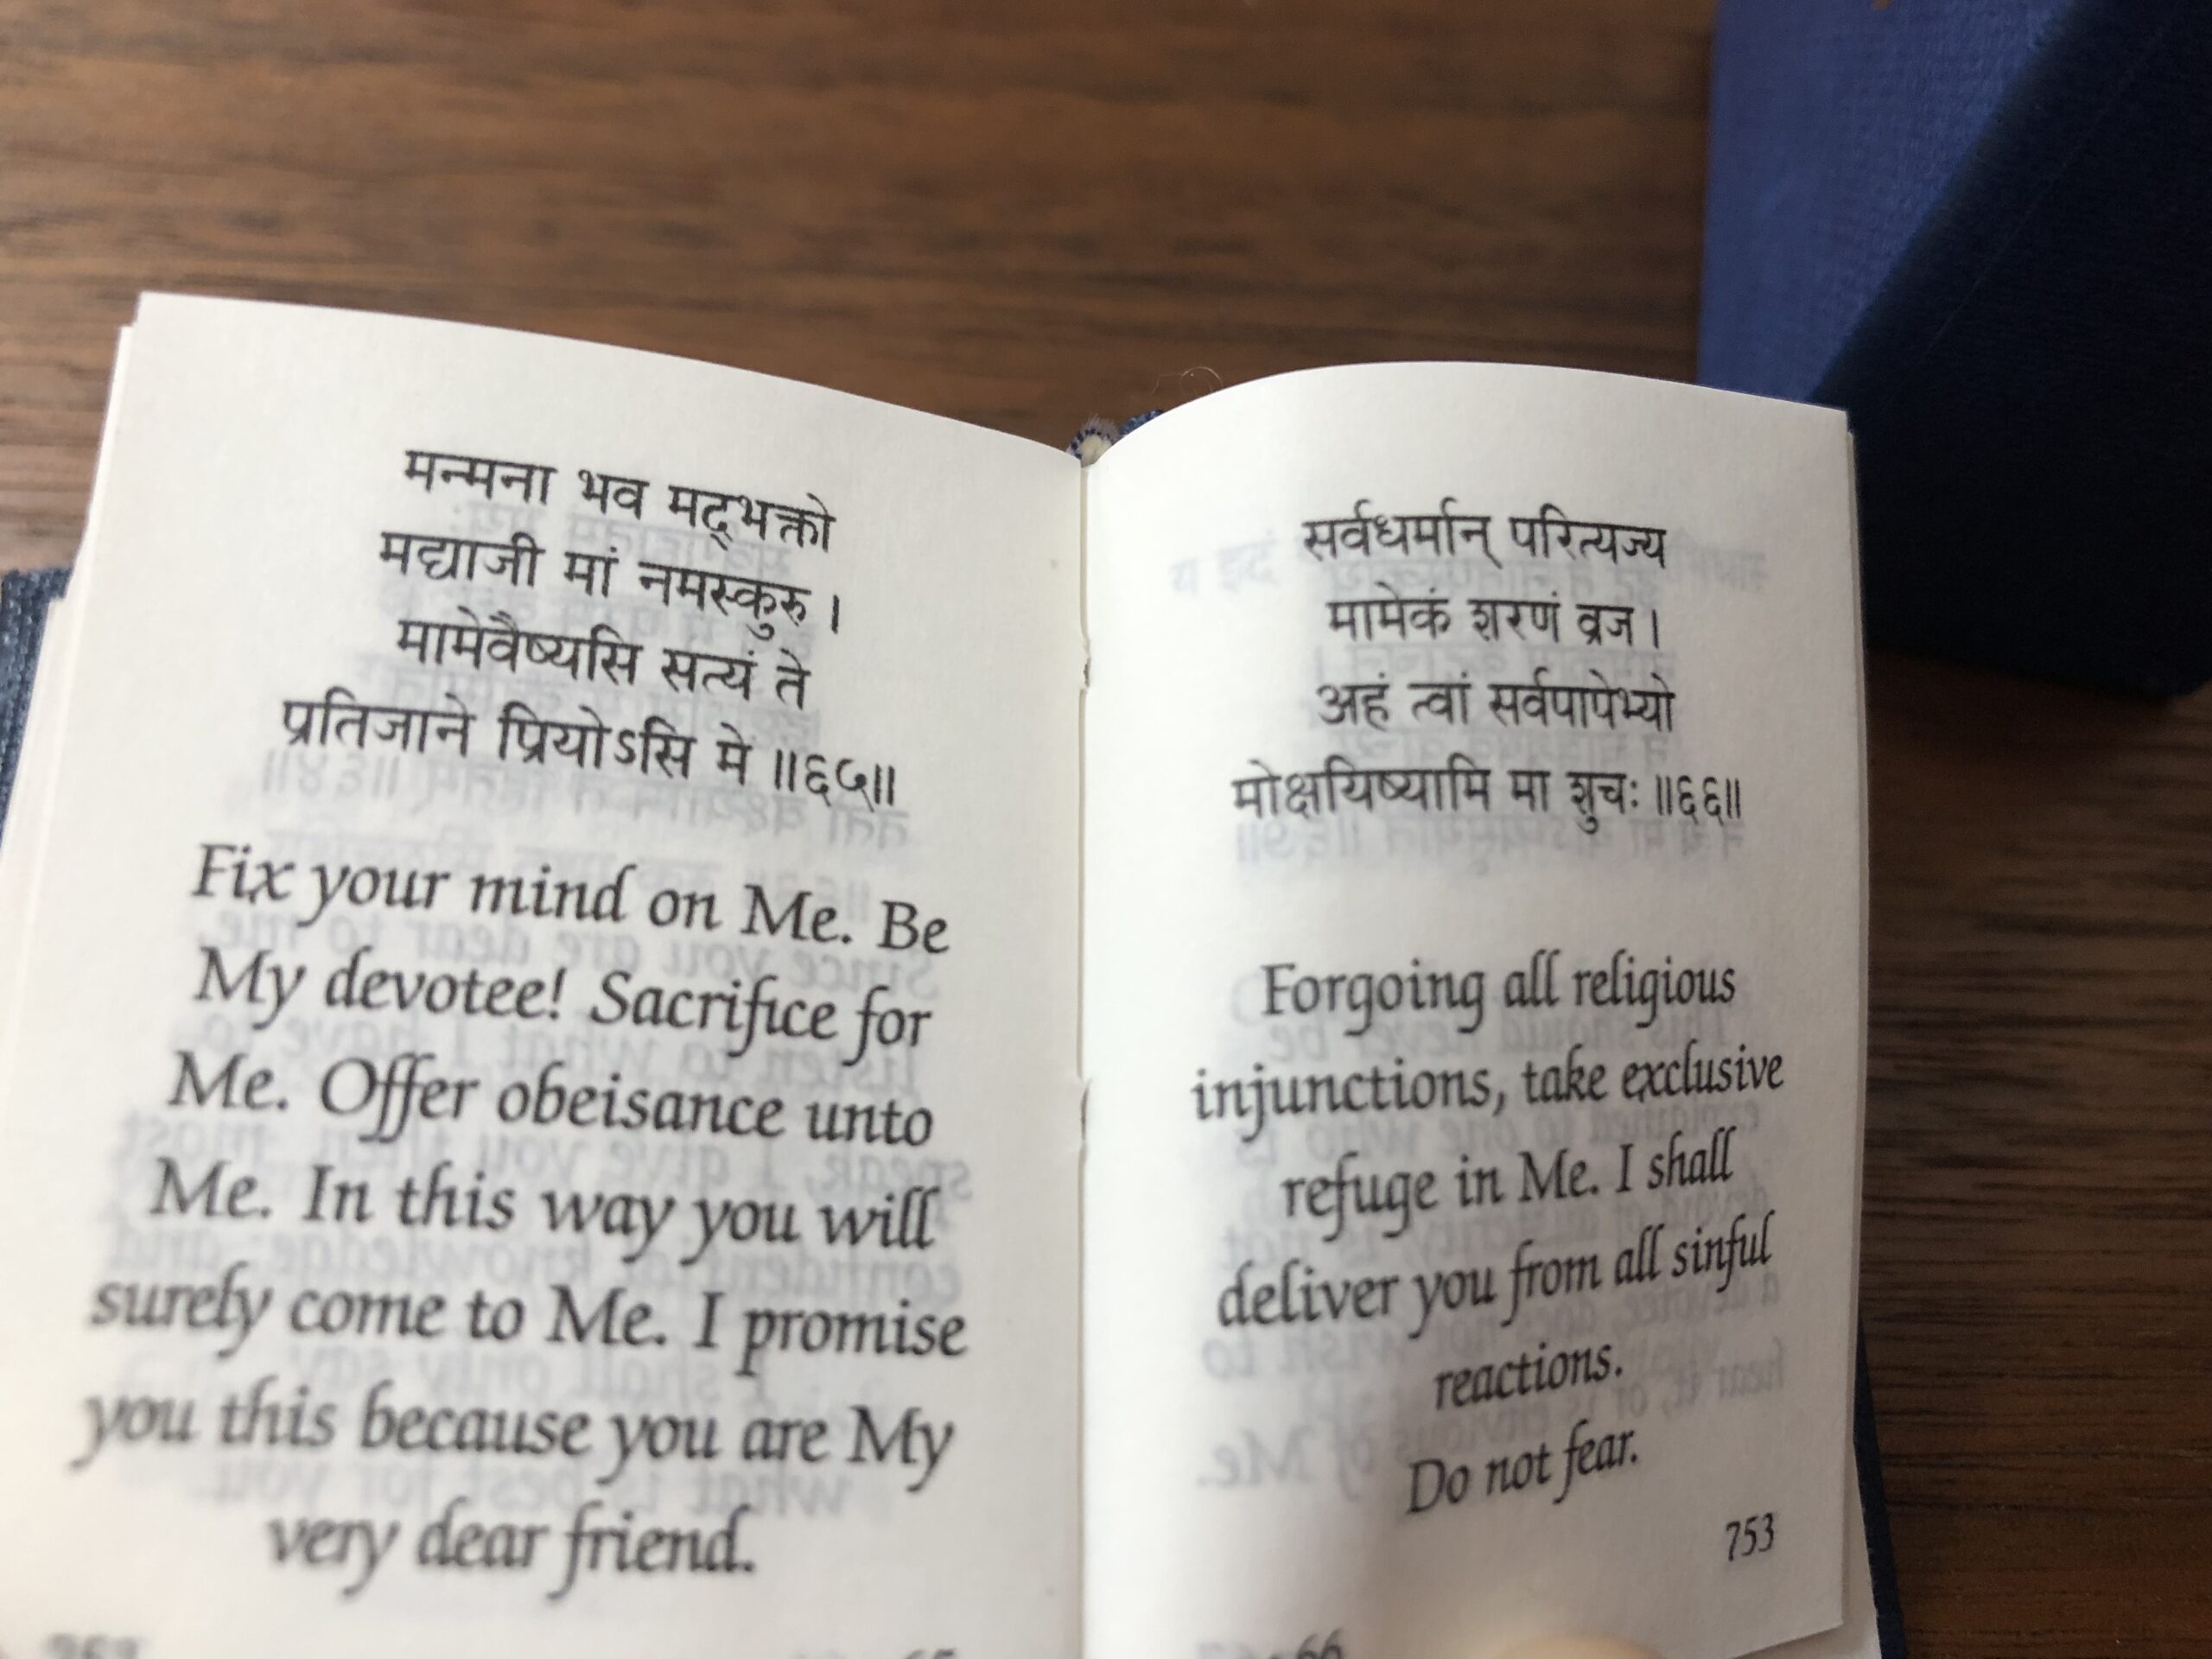 मन्मना भव मद्भक्तो
मद्याजी मां नमस्कुरु ।
मामेवैष्यसि सत्यं ते
प्रतिजाने प्रियोऽसि मे ॥६५॥
Fix your mind on Me. Be
My devotee! Sacrifice for
Me. Offer obeisance unto
Me. In this way you will
surely come to Me. I promise
you this because you are My
very dear friend.
सर्वधर्मान् परित्यज्य
मामेकं शरणं व्रज ।
अहं त्वां सर्वपापेभ्यो
मोक्षयिष्यामि मा शुचः ॥६६॥
Forgoing all religious
injunctions, take exclusive
refuge in Me. I shall
deliver you from all sinful
reactions.
Do not fear.
753
66